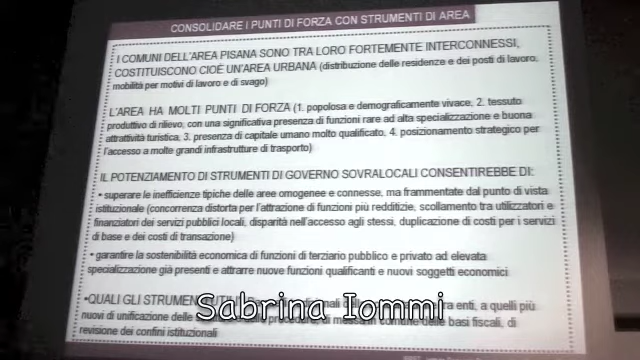 CONSOLIDARE I PUNTI DI FORZA CON STRUMENTI DI AREA
I COMUNI DELL'AREA PISANA SONO TRA LORO FORTEMENTE INTERCONNESSI,
COSTITUISCONO CIOÈ UN'AREA URBANA (distribuzione delle residenze e dei posti di lavoro,
mobilità per motivi di lavoro e di svago)
L'AREA HA MOLTI PUNTI DI FORZA (1. popolosa e demograficamente vivace, 2. tessuto
produttivo di rilievo, con una significativa presenza di funzioni rare ad alta specializzazione e buona
attrattività turistica, 3. presenza di capitale umano molto qualificato, 4. posizionamento strategico per
l'accesso a molte grandi infrastrutture di trasporto)
IL POTENZIAMENTO DI STRUMENTI DI GOVERNO SOVRALOCALI CONSENTIREBBE DI:
• superare le inefficienze tipiche delle aree omogenee e connesse, ma frammentate dal punto di vista
istituzionale (concorrenza distorta per l'attrazione di funzioni più redditizie, scollamento tra utilizzatori e
finanziatori dei servizi pubblici locali, disparità nell'accesso agli stessi, duplicazione di costi per i servizi
di base e dei costi di transazione)
• garantire la sostenibilità economica di funzioni di terziario pubblico e privato ad elevata
specializzazione già presenti e attrarre nuove funzioni qualificanti e nuovi soggetti economici
•QUALI GLI STRUMENTI enti, a quelli più
nuovi di unificazione delle procedure, di messa in comune delle basi fiscali, di
revisione dei confini istituzionali
Sabrina Iommi